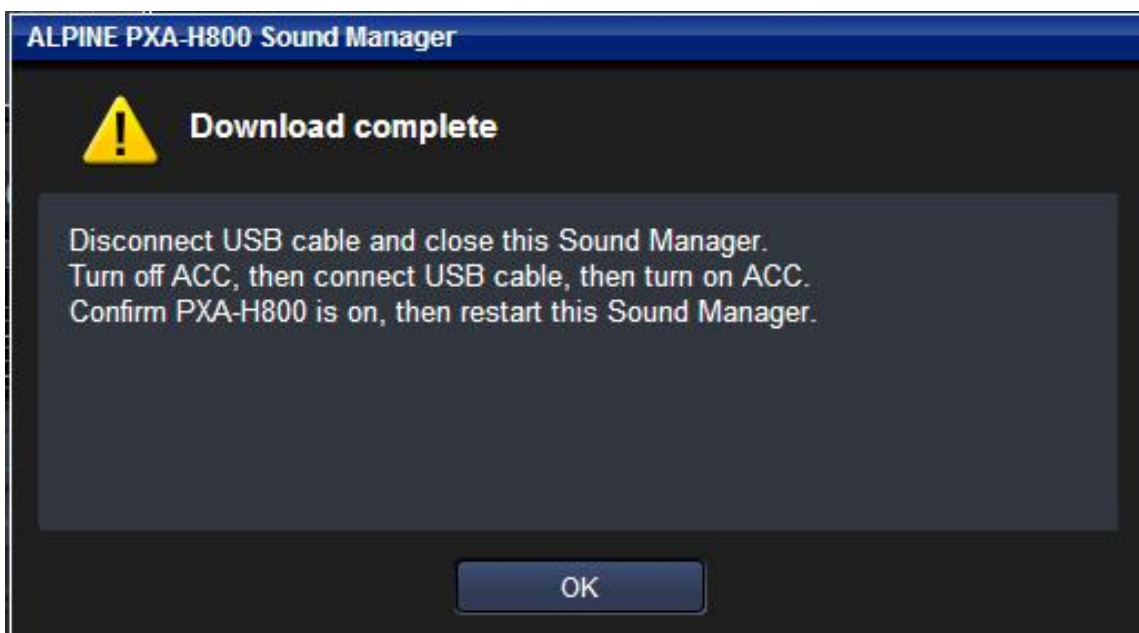 ALPINE PXA-H800 Sound Manager
Download complete
Disconnect USB cable and close this Sound Manager.
Turn off ACC, then connect USB cable, then turn on ACC.
Confirm PXA-H800 is on, then restart this Sound Manager.
OK